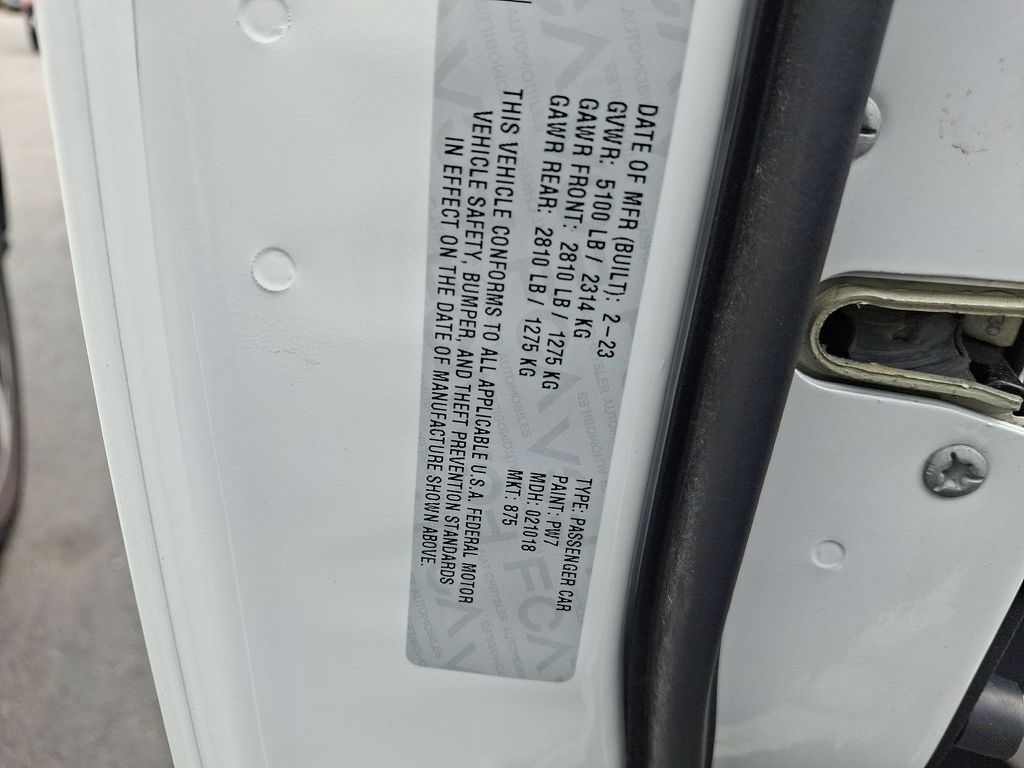 DATE OF MFR (BUILT): 2-23
GVWR: 5100 LB / 2314 KG
GAWR FRONT: 2810 LB / 1275 KG
GAWR REAR: 2810 LB / 1275 KG
TYPE: PASSENGER CAR
PAINT: PW7
MDH: 021018
MKT: 875
THIS VEHICLE CONFORMS TO ALL APPLICABLE U.S.A. FEDERAL MOTOR
VEHICLE SAFETY, BUMPER, AND THEFT PREVENTION STANDARDS
IN EFFECT ON THE DATE OF MANUFACTURE SHOWN ABOVE.
FCA
AUTOMOBILES